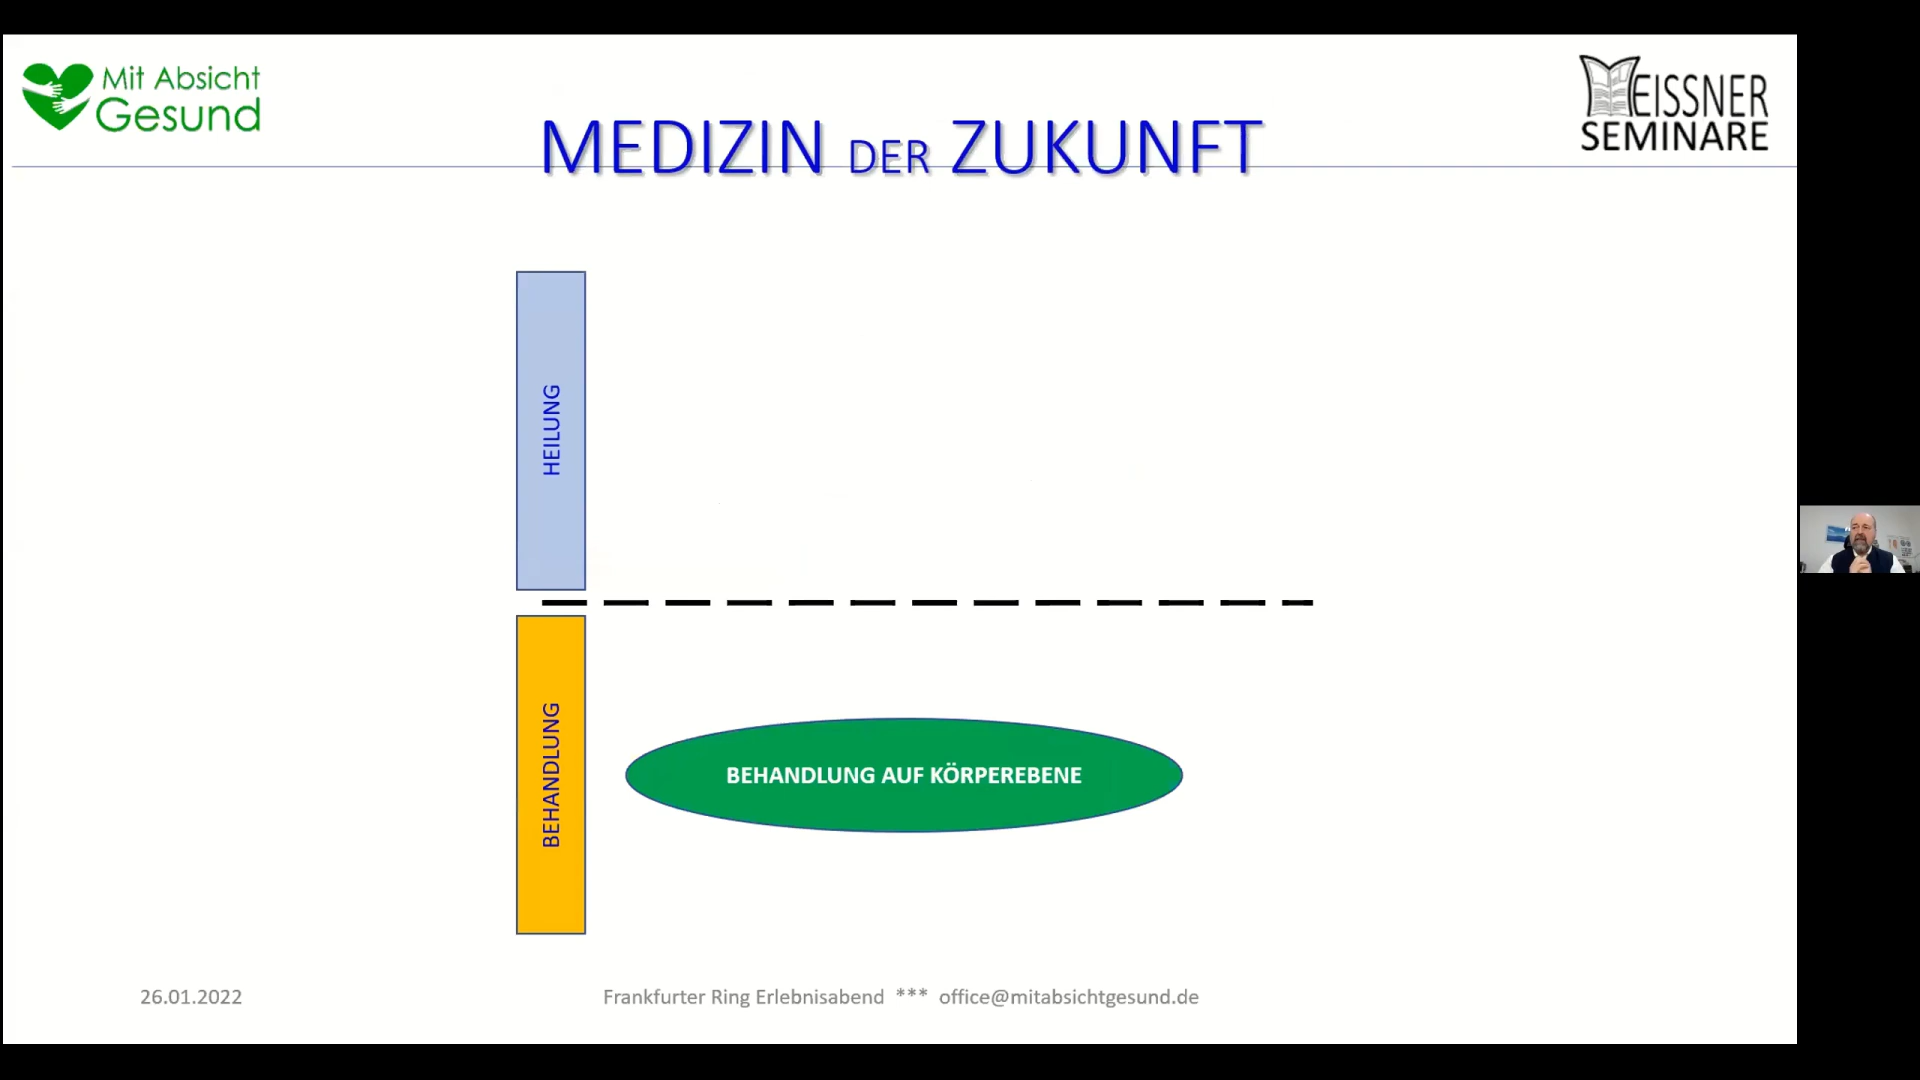 Mit Absicht
Gesund
WEISSNER
SEMINARE
MEDIZIN DER ZUKUNFT
HEILUNG
BEHANDLUNG
BEHANDLUNG AUF KÖRPEREBENE
26.01.2022
Frankfurter Ring Erlebnisabend *** office@mitabsichtgesund.de